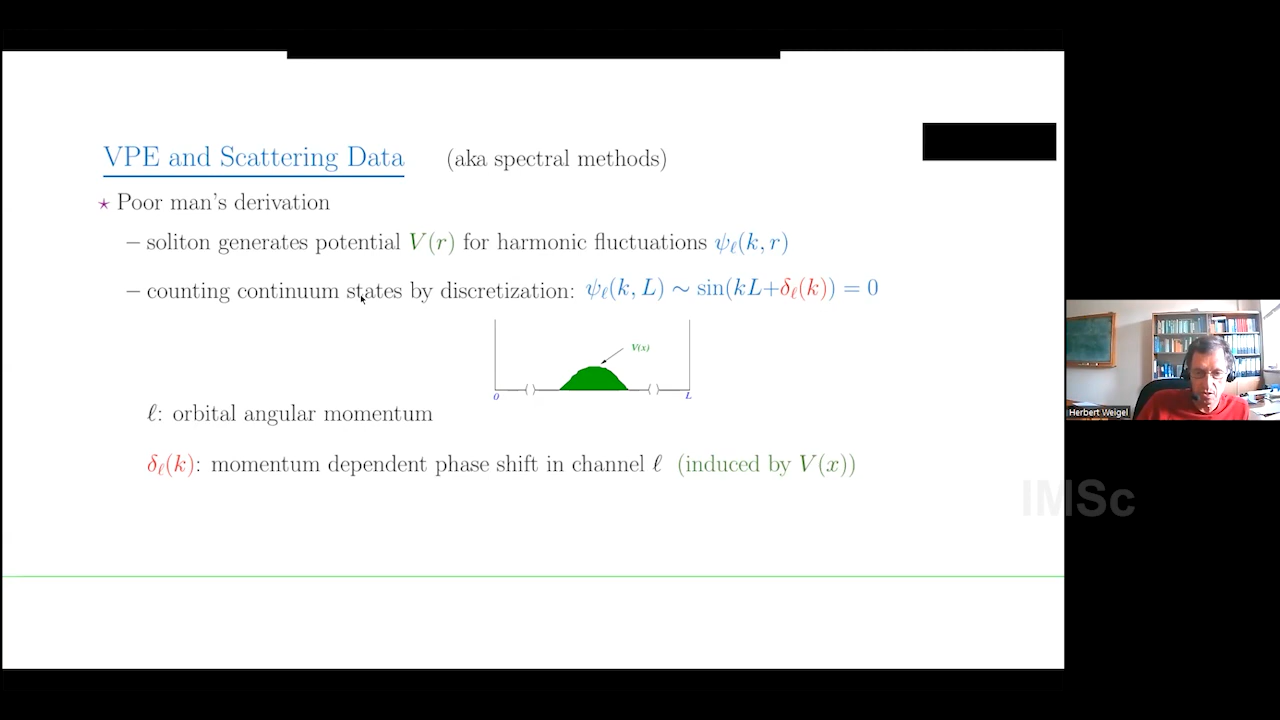 VPE and Scattering Data (aka spectral methods)
⋆ Poor man's derivation
– soliton generates potential V(r) for harmonic fluctuations ψ_ℓ(k, r)
– counting continuum states by discretization: ψ_ℓ(k, L) ∼ sin(kL+δ_ℓ(k)) = 0
V(x)
0 L
ℓ: orbital angular momentum
δ_ℓ(k): momentum dependent phase shift in channel ℓ (induced by V(x))
Herbert Weigel
IMSc